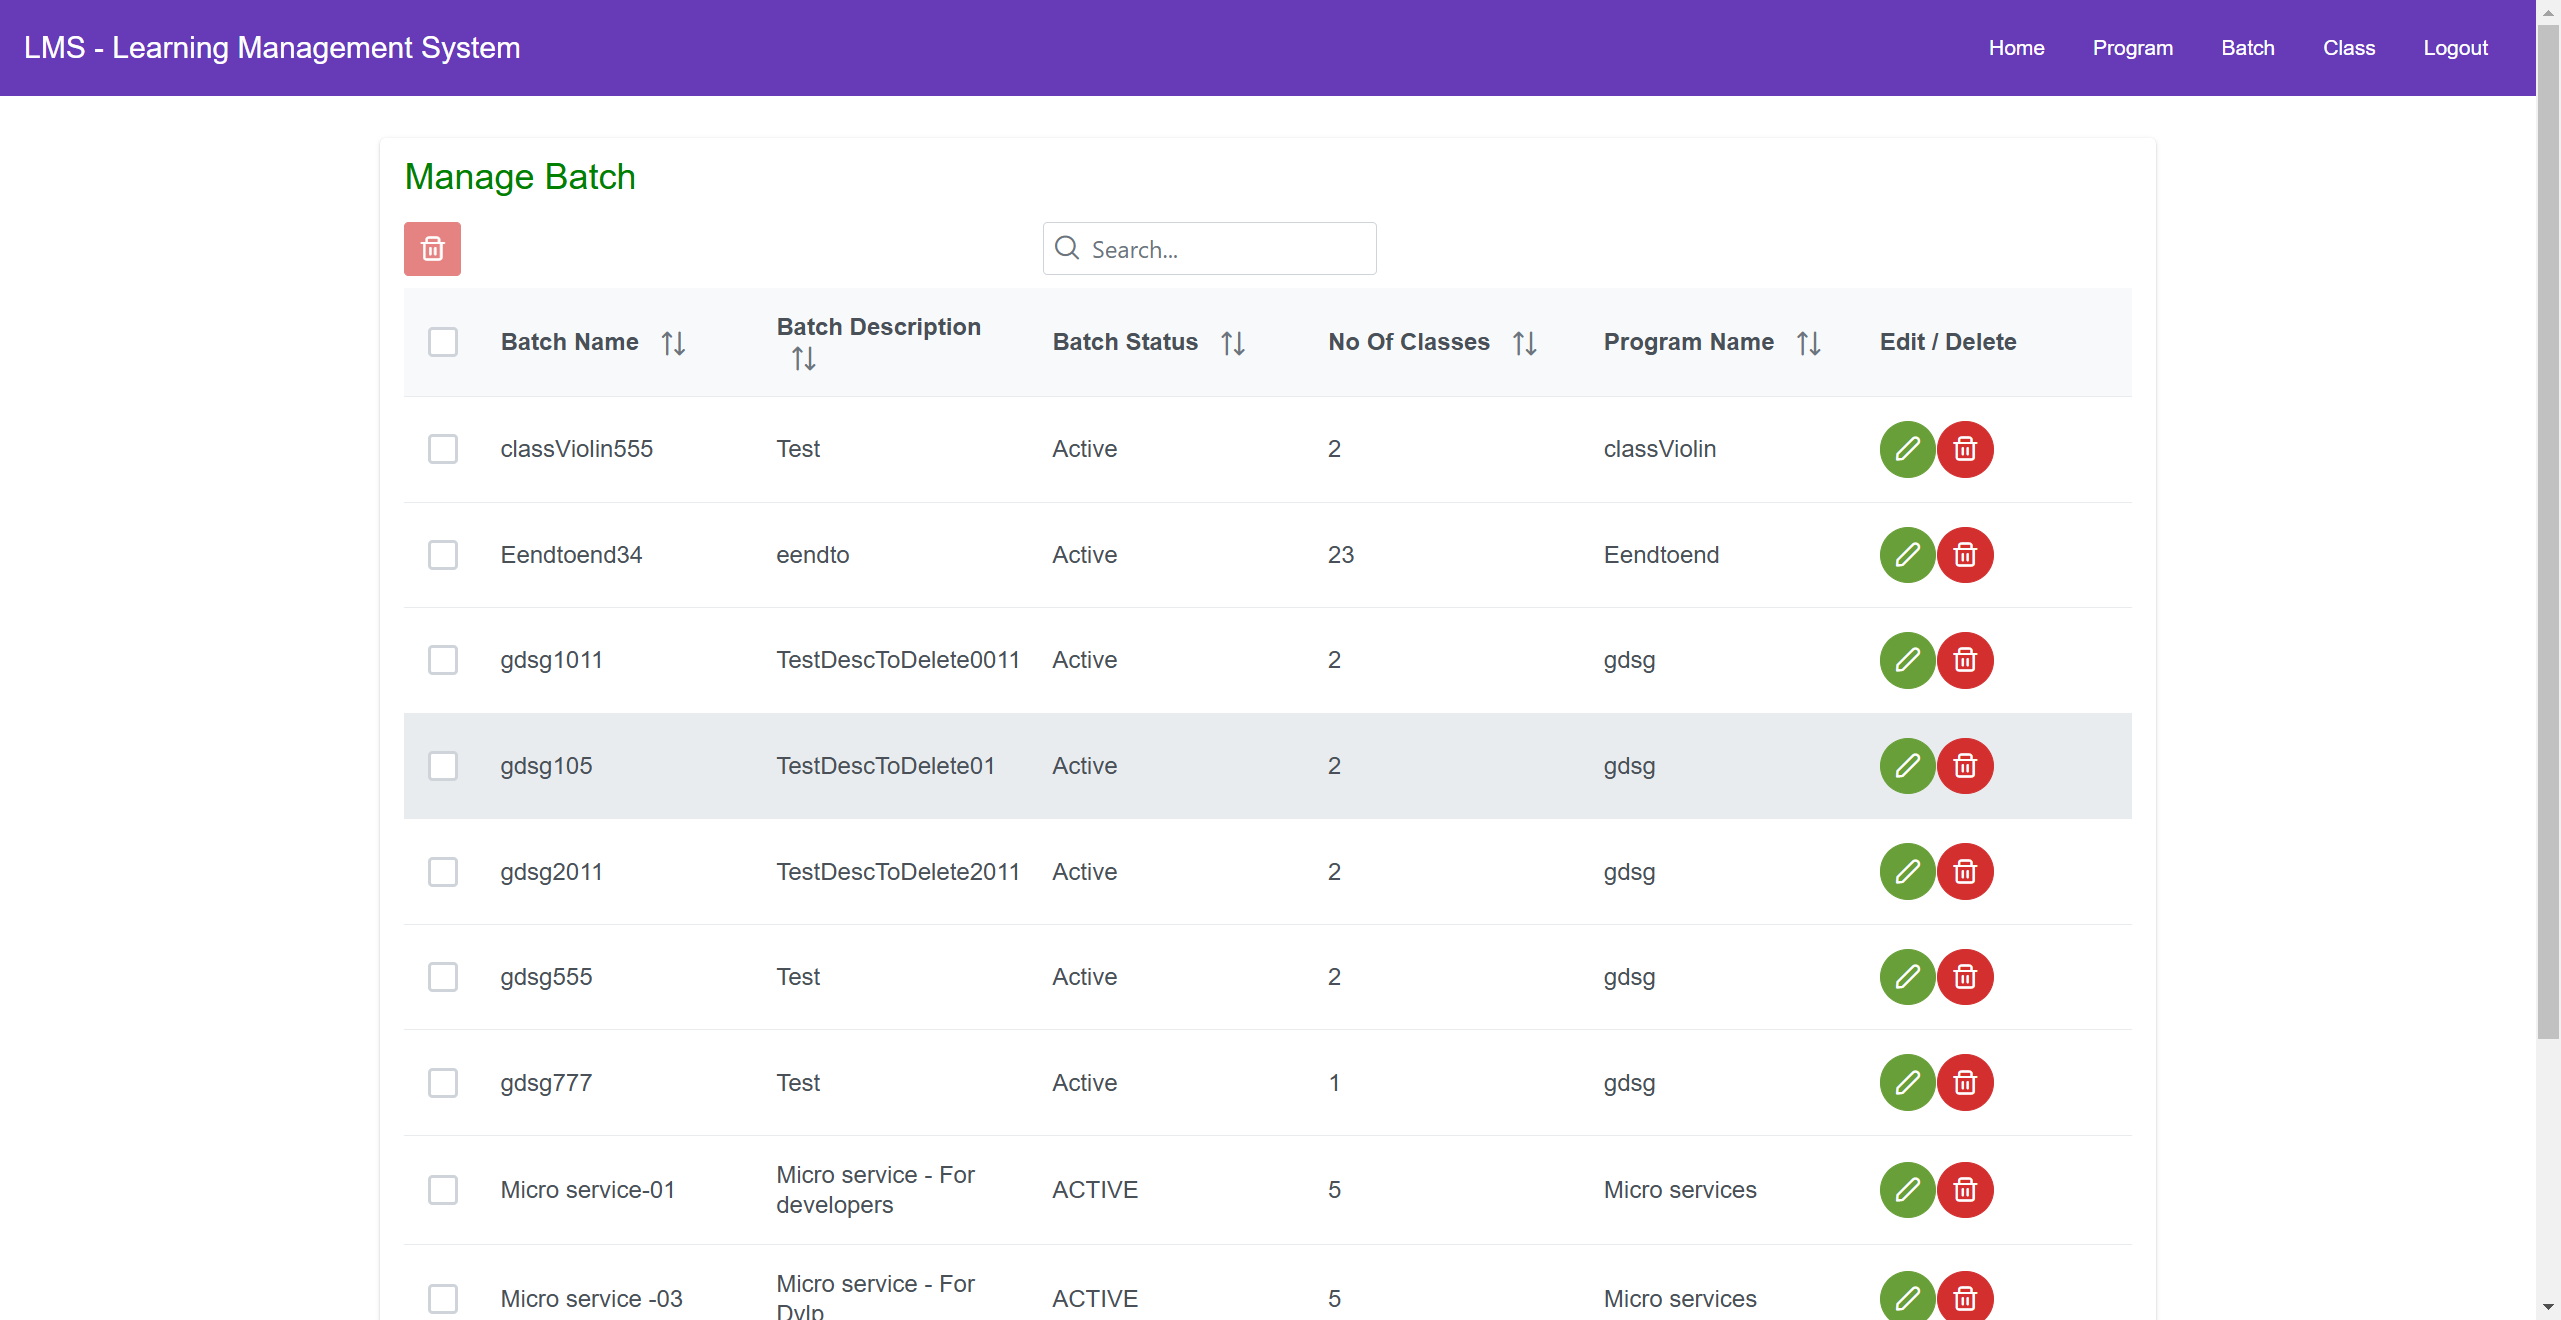 LMS - Learning Management System
Home Program Batch Class Logout
Manage Batch
Search...
Batch Name Batch Description Batch Status No Of Classes Program Name Edit / Delete
classViolin555 Test Active 2 classViolin
Eendtoend34 eendto Active 23 Eendtoend
gdsg1011 TestDescToDelete0011 Active 2 gdsg
gdsg105 TestDescToDelete01 Active 2 gdsg
gdsg2011 TestDescToDelete2011 Active 2 gdsg
gdsg555 Test Active 2 gdsg
gdsg777 Test Active 1 gdsg
Micro service-01 Micro service - For developers ACTIVE 5 Micro services
Micro service -03 Micro service - For Dvlp ACTIVE 5 Micro services